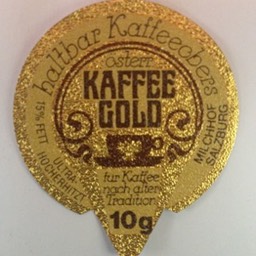 haltbar Kaffeeobers
österr.
KAFFEE
GOLD
15% FETT
ULTRA-
HOCHERHITZT
MILCHHOF
SALZBURG
für Kaffee
nach alter
Tradition
10g